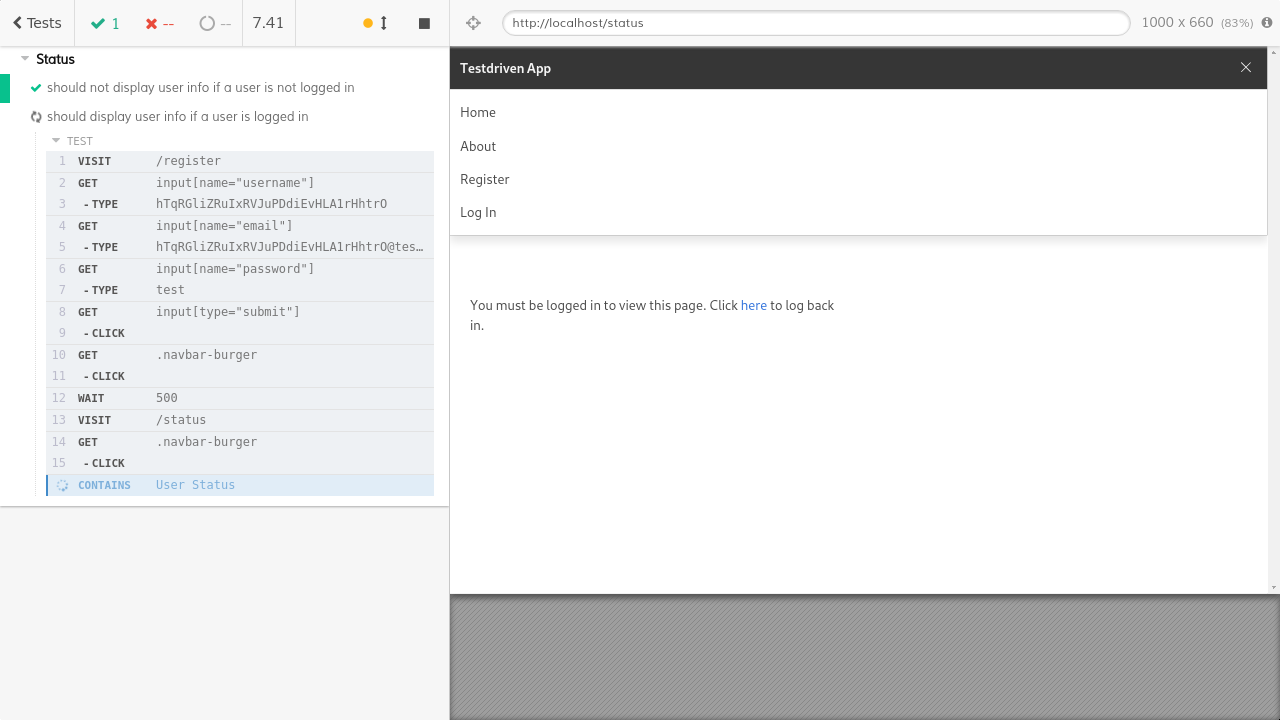 Tests
1
--
--
7.41
http://localhost/status
1000 x 660 (83%)
Status
should not display user info if a user is not logged in
should display user info if a user is logged in
TEST
1 VISIT /register
2 GET input[name="username"]
3 - TYPE hTqRGliZRuIxRVJuPDdiEvHLA1rHhtrO
4 GET input[name="email"]
5 - TYPE hTqRGliZRuIxRVJuPDdiEvHLA1rHhtrO@tes…
6 GET input[name="password"]
7 - TYPE test
8 GET input[type="submit"]
9 - CLICK
10 GET .navbar-burger
11 - CLICK
12 WAIT 500
13 VISIT /status
14 GET .navbar-burger
15 - CLICK
CONTAINS User Status
Testdriven App
Home
About
Register
Log In
You must be logged in to view this page. Click here to log back
in.